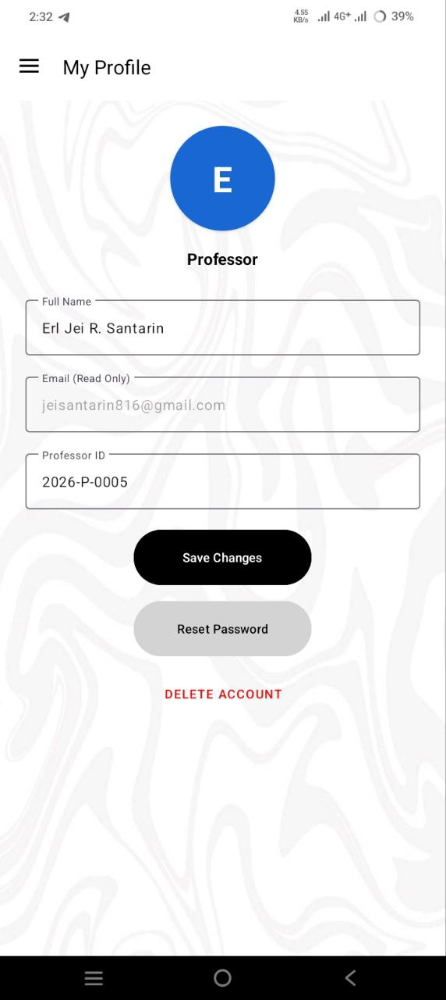 2:32 4.55 KB/s 4G+ 39%
My Profile
E
Professor
Full Name
Erl Jei R. Santarin
Email (Read Only)
jeisantarin816@gmail.com
Professor ID
2026-P-0005
Save Changes
Reset Password
DELETE ACCOUNT